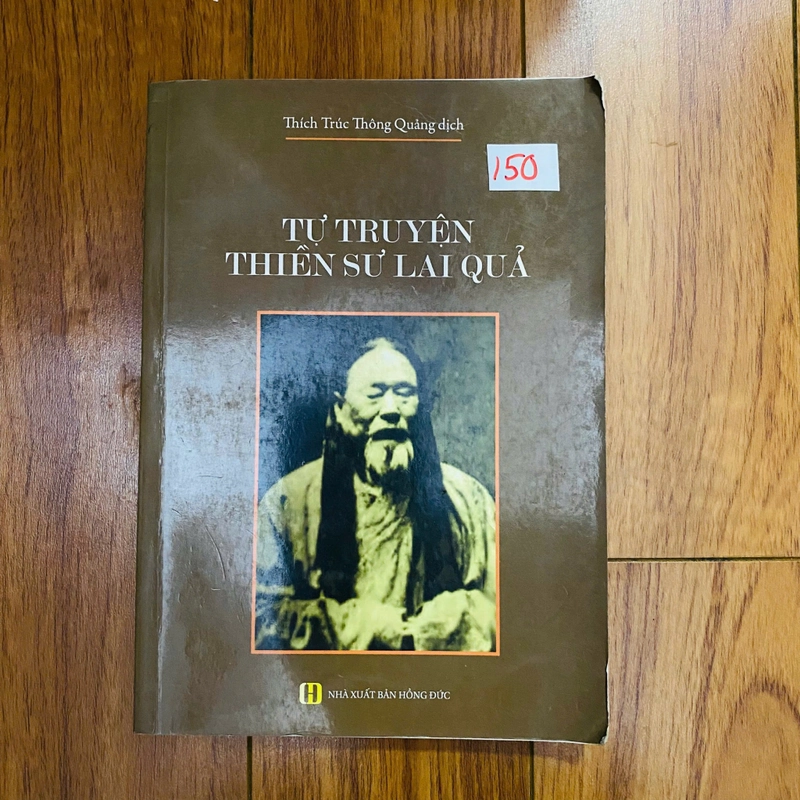 Thích Trúc Thông Quảng dịch
150
TỰ TRUYỆN
THIỀN SƯ LAI QUẢ
H NHÀ XUẤT BẢN HỒNG ĐỨC